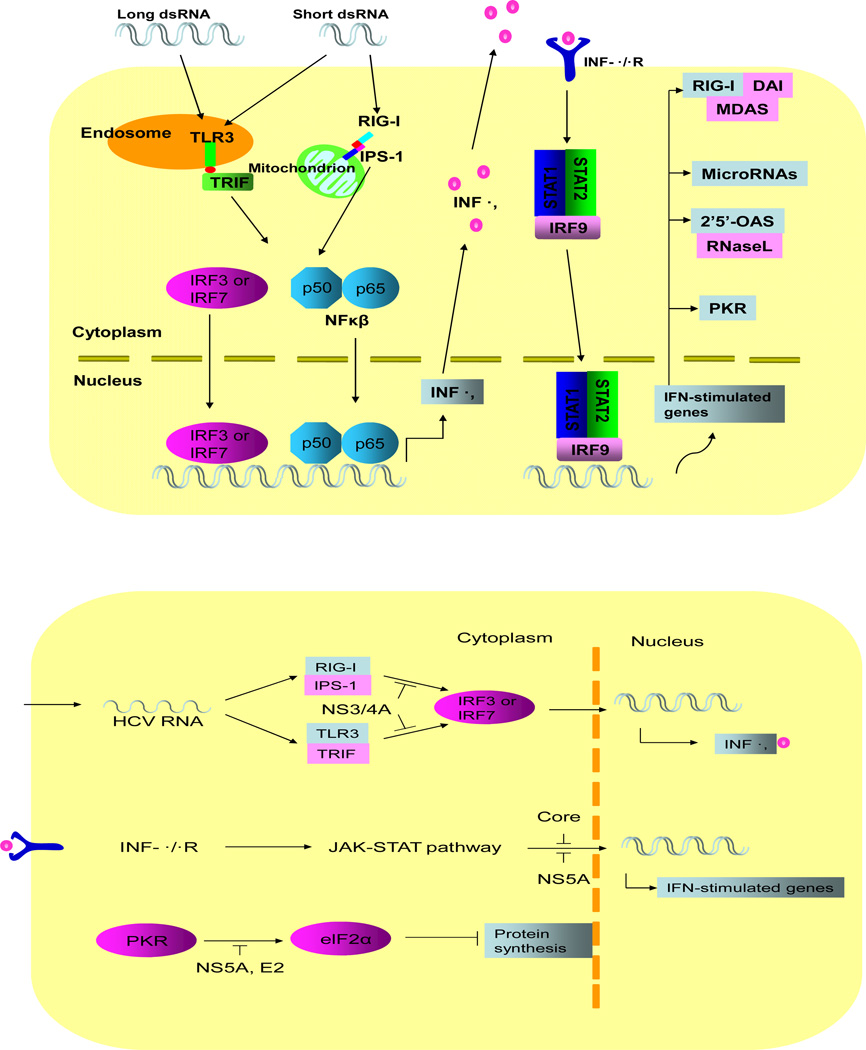 Long dsRNA
Short dsRNA
INF- ·/·R
RIG-I
DAI
MDAS
Endosome
TLR3
TRIF
RIG-I
IPS-1
Mitochondrion
INF ·,
STAT1
STAT2
IRF9
MicroRNAs
2'5'-OAS
RNaseL
PKR
IRF3 or
IRF7
p50
p65
NFκβ
Cytoplasm
Nucleus
INF ·,
IRF3 or
IRF7
p50
p65
STAT1
STAT2
IRF9
IFN-stimulated
genes
Cytoplasm
Nucleus
HCV RNA
RIG-I
IPS-1
NS3/4A
TLR3
TRIF
IRF3 or
IRF7
INF ·,
INF- ·/·R
JAK-STAT pathway
Core
NS5A
IFN-stimulated genes
PKR
NS5A, E2
eIF2α
Protein
synthesis